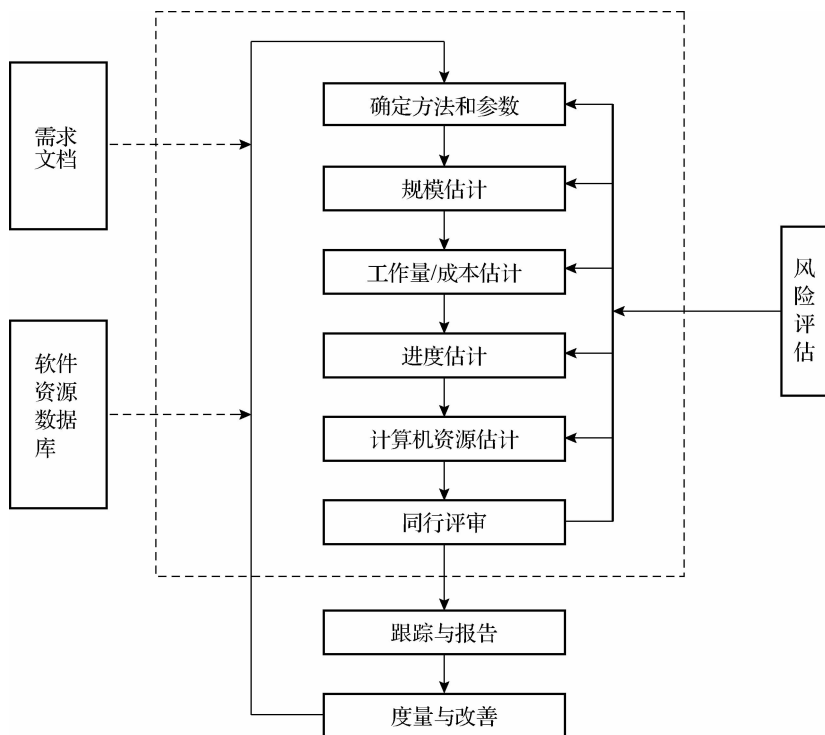 需求
文档
软件
资源
数据
库
确定方法和参数
规模估计
工作量/成本估计
进度估计
计算机资源估计
同行评审
跟踪与报告
度量与改善
风
险
评
估